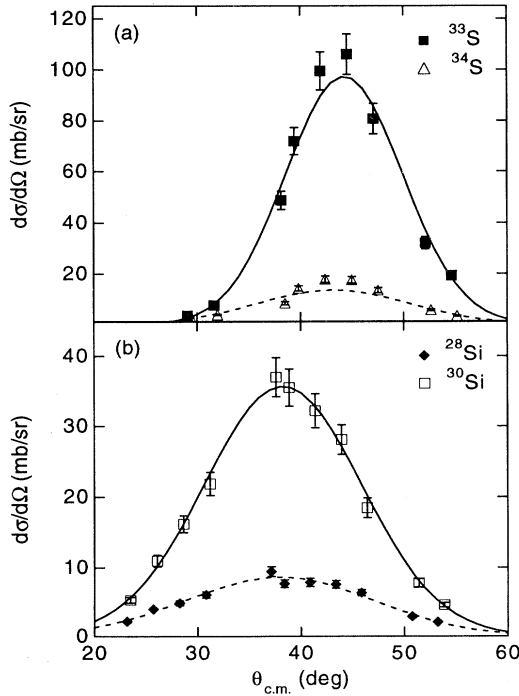 (a)
³³S
³⁴S
120
100
80
60
40
20
dσ/dΩ (mb/sr)
(b)
²⁸Si
³⁰Si
40
30
20
10
0
dσ/dΩ (mb/sr)
20 30 40 50 60
θc.m. (deg)